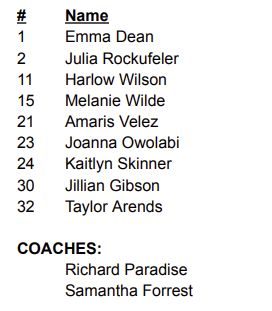 # Name
1 Emma Dean
2 Julia Rockufeler
11 Harlow Wilson
15 Melanie Wilde
21 Amaris Velez
23 Joanna Owolabi
24 Kaitlyn Skinner
30 Jillian Gibson
32 Taylor Arends
COACHES:
Richard Paradise
Samantha Forrest